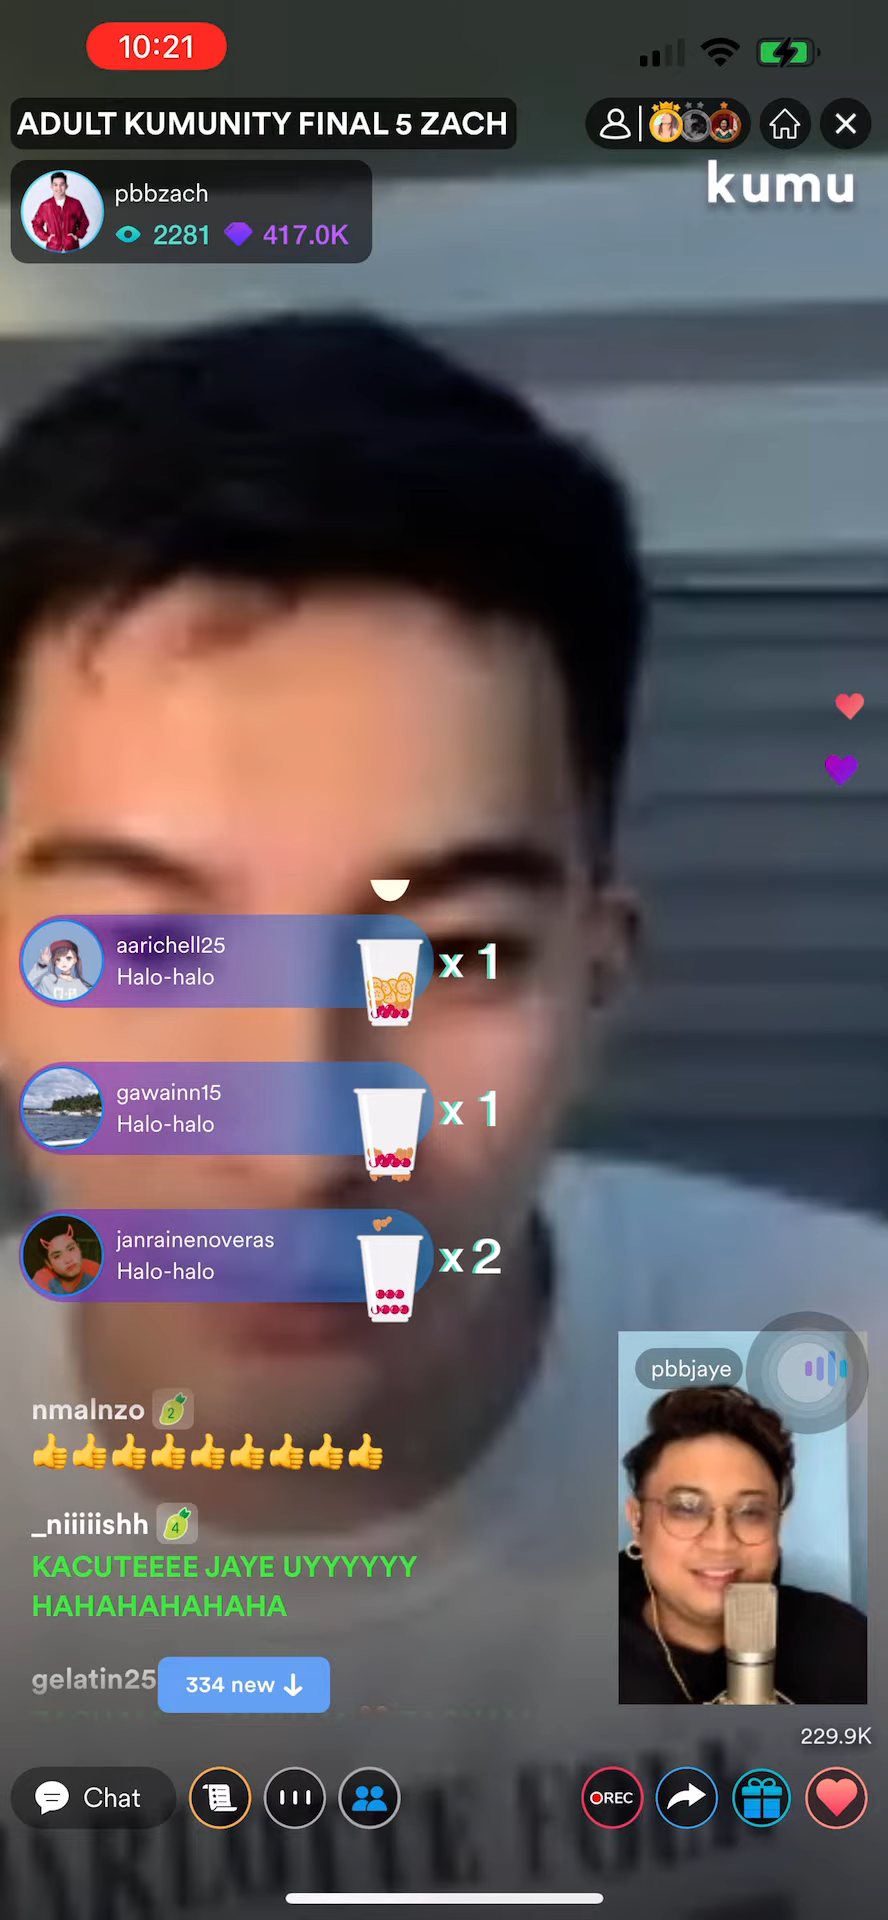 10:21
ADULT KUMUNITY FINAL 5 ZACH
kumu
pbbzach
2281 417.0K
aarichell25
Halo-halo
x 1
gawainn15
Halo-halo
x 1
janrainenoveras
Halo-halo
x 2
pbbjaye
nmalnzo 2
👍👍👍👍👍👍👍👍👍
_niiiiishh 4
KACUTEEEE JAYE UYYYYYY
HAHAHAHAHAHA
gelatin25
334 new ↓
229.9K
Chat
REC